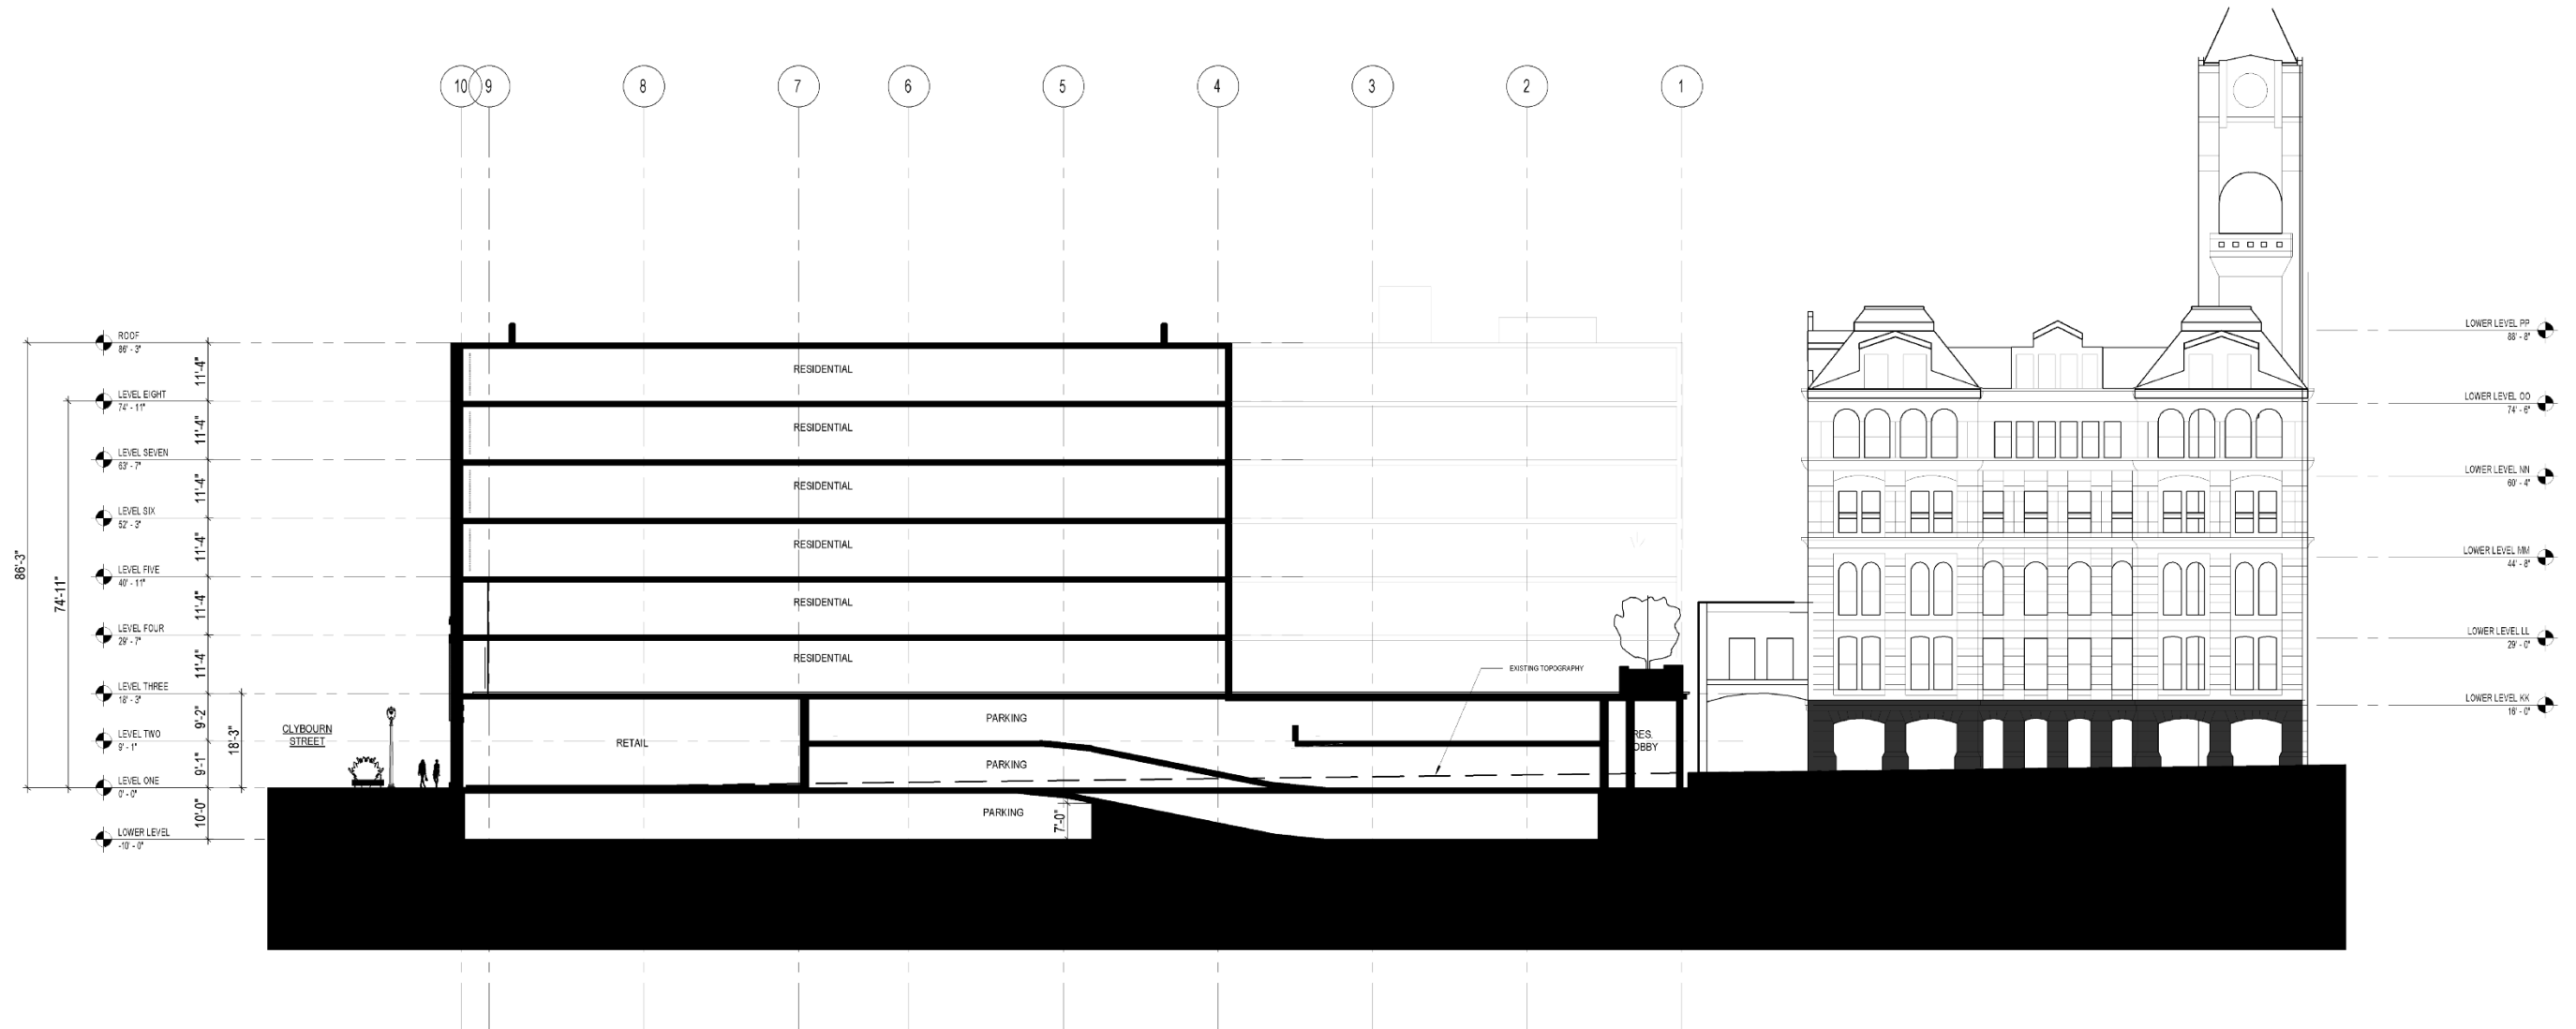 10
9
8
7
6
5
4
3
2
1
ROOF
86' - 3"
LEVEL EIGHT
74' - 11"
LEVEL SEVEN
63' - 7"
LEVEL SIX
52' - 3"
LEVEL FIVE
40' - 11"
LEVEL FOUR
29' - 7"
LEVEL THREE
18' - 3"
LEVEL TWO
9' - 1"
LEVEL ONE
0' - 0"
LOWER LEVEL
-10' - 0"
86'-3"
74'-11"
11'-4"
11'-4"
11'-4"
11'-4"
11'-4"
11'-4"
9'-2"
9'-1"
10'-0"
18'-3"
CLYBOURN
STREET
RESIDENTIAL
RESIDENTIAL
RESIDENTIAL
RESIDENTIAL
RESIDENTIAL
RESIDENTIAL
RETAIL
PARKING
PARKING
PARKING
7'-0"
EXISTING TOPOGRAPHY
RES.
OBBY
LOWER LEVEL PP
88' - 8"
LOWER LEVEL OO
74' - 6"
LOWER LEVEL NN
60' - 4"
LOWER LEVEL MM
44' - 8"
LOWER LEVEL LL
29' - 0"
LOWER LEVEL KK
16' - 0"